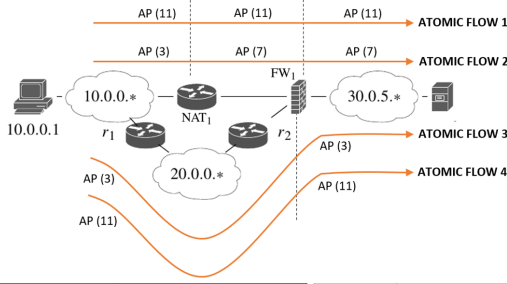 AP (11) AP (11) AP (11) ATOMIC FLOW 1
AP (3) AP (7) AP (7) ATOMIC FLOW 2
FW1
10.0.0.* 30.0.5.*
NAT1
10.0.0.1
r1 r2
ATOMIC FLOW 3
AP (3)
20.0.0.*
AP (3) ATOMIC FLOW 4
AP (11)
AP (11)